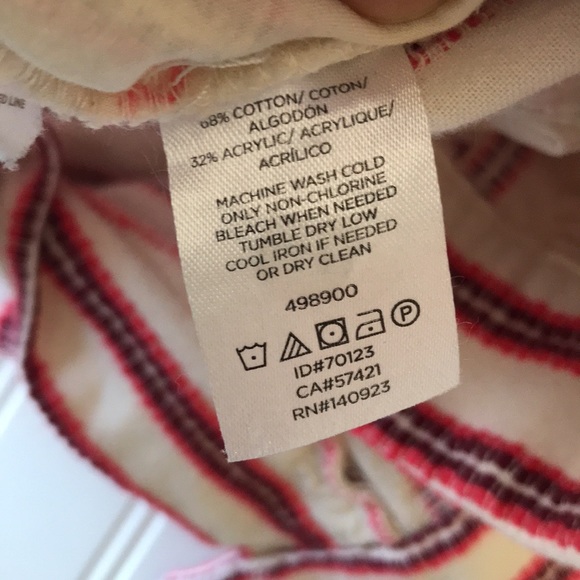 D LINE
68% COTTON/ COTON/
ALGODÓN
32% ACRYLIC/ ACRYLIQUE/
ACRÍLICO
MACHINE WASH COLD
ONLY NON-CHLORINE
BLEACH WHEN NEEDED
TUMBLE DRY LOW
COOL IRON IF NEEDED
OR DRY CLEAN
498900
P
ID#70123
CA#57421
RN#140923